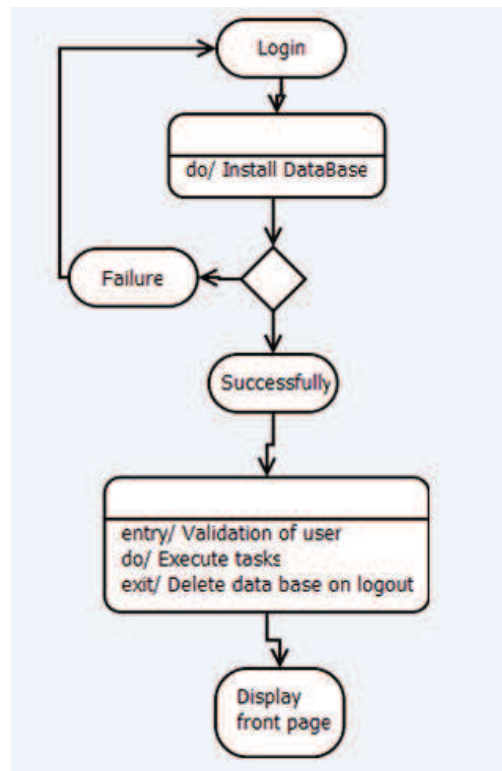 Login
do/ Install DataBase
Failure
Successfully
entry/ Validation of user
do/ Execute tasks
exit/ Delete data base on logout
Display
front page